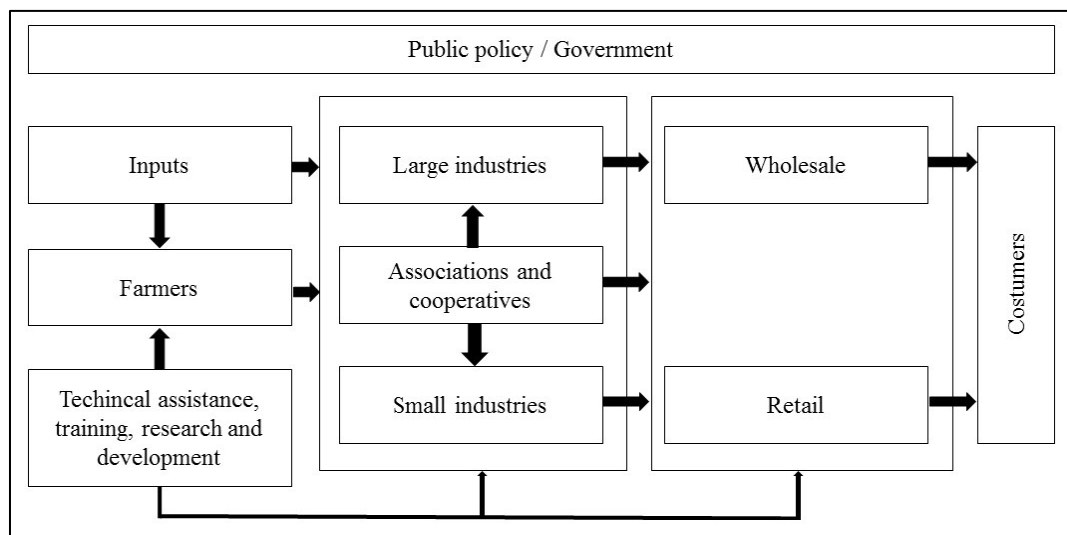 Public policy / Government
Inputs
Large industries
Wholesale
Farmers
Associations and
cooperatives
Costumers
Techincal assistance,
training, research and
development
Small industries
Retail